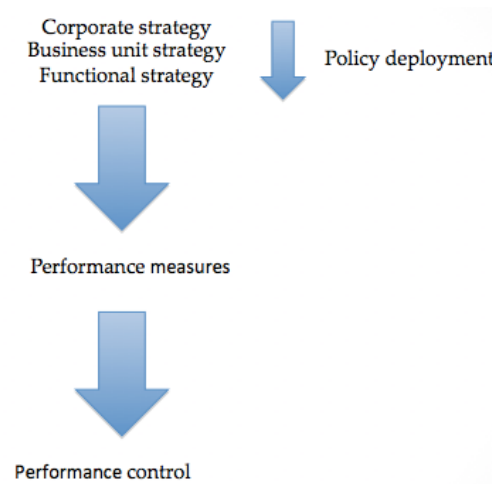 Corporate strategy
Business unit strategy
Functional strategy
Policy deployment
Performance measures
Performance control